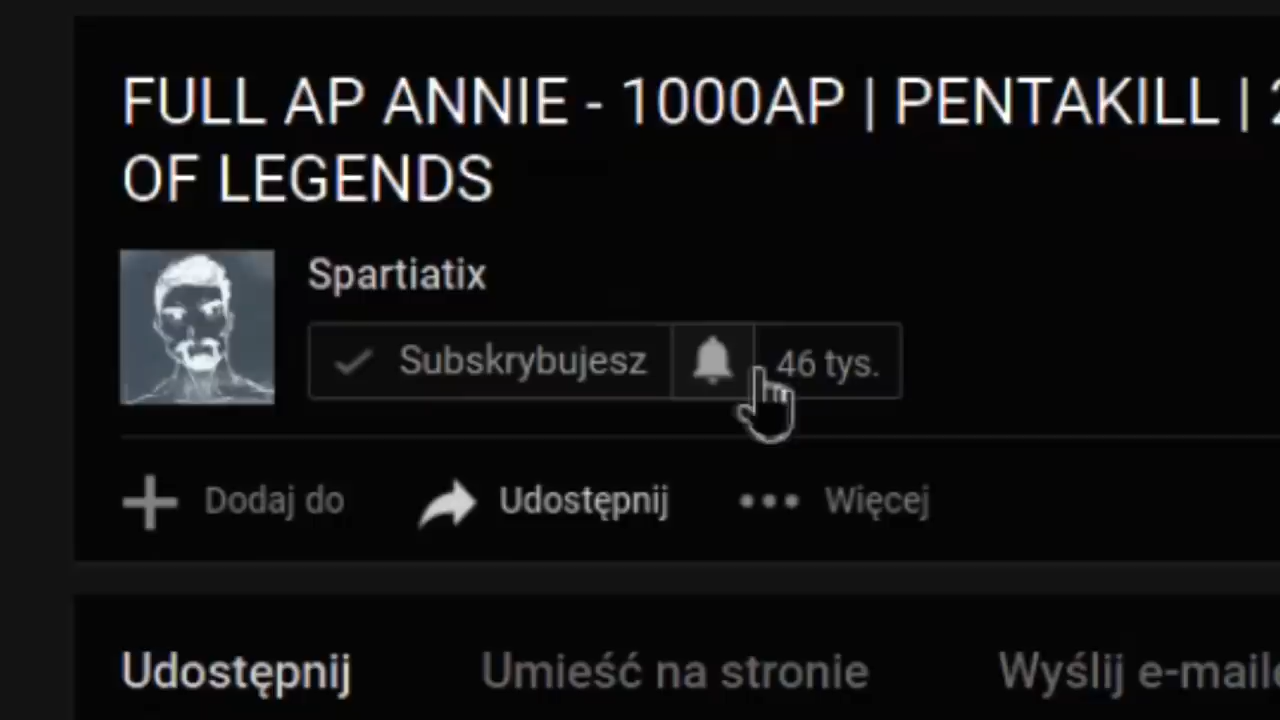 FULL AP ANNIE - 1000AP | PENTAKILL |
OF LEGENDS
Spartiatix
Subskrybujesz 46 tys.
Dodaj do Udostępnij Więcej
Udostępnij Umieść na stronie Wyślij